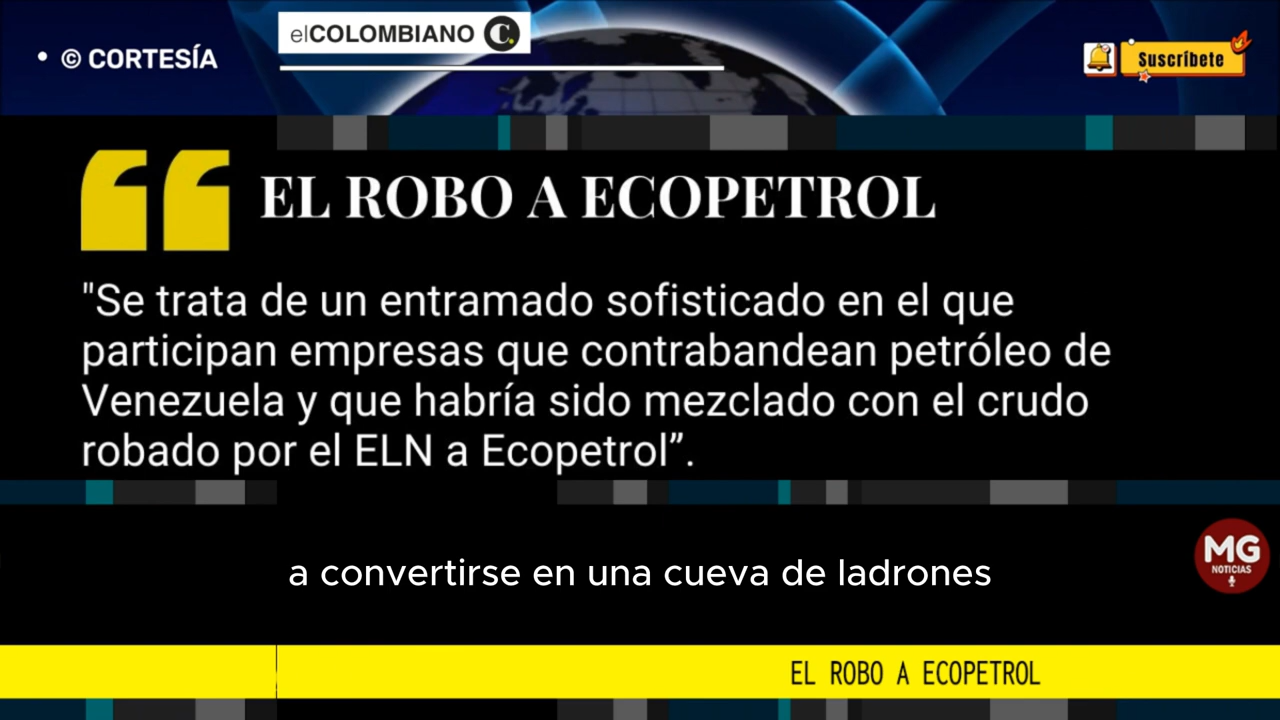 • © CORTESÍA
elCOLOMBIANO C
Suscríbete
EL ROBO A ECOPETROL
"Se trata de un entramado sofisticado en el que
participan empresas que contrabandean petróleo de
Venezuela y que habría sido mezclado con el crudo
robado por el ELN a Ecopetrol”.
MG
NOTICIAS
a convertirse en una cueva de ladrones
EL ROBO A ECOPETROL